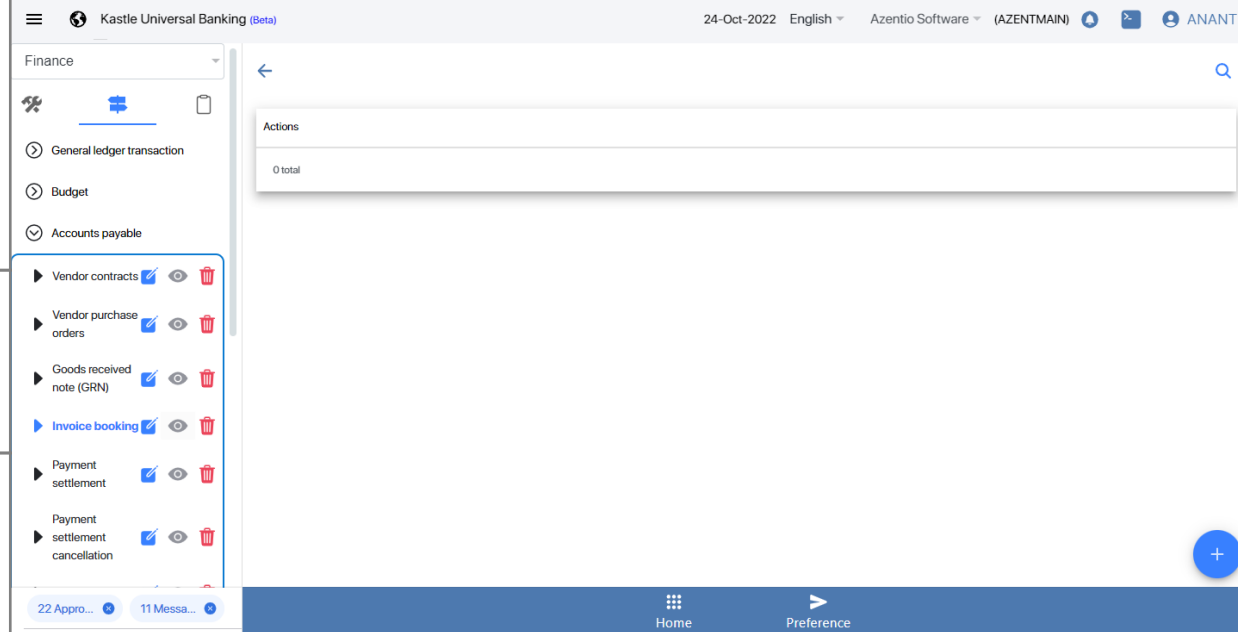 Kastle Universal Banking (Beta)
24-Oct-2022 English Azentio Software (AZENTMAIN) ANANT
Finance
General ledger transaction
Budget
Accounts payable
Vendor contracts
Vendor purchase
orders
Goods received
note (GRN)
Invoice booking
Payment
settlement
Payment
settlement
cancellation
22 Appro...
11 Messa...
Actions
0 total
Home
Preference